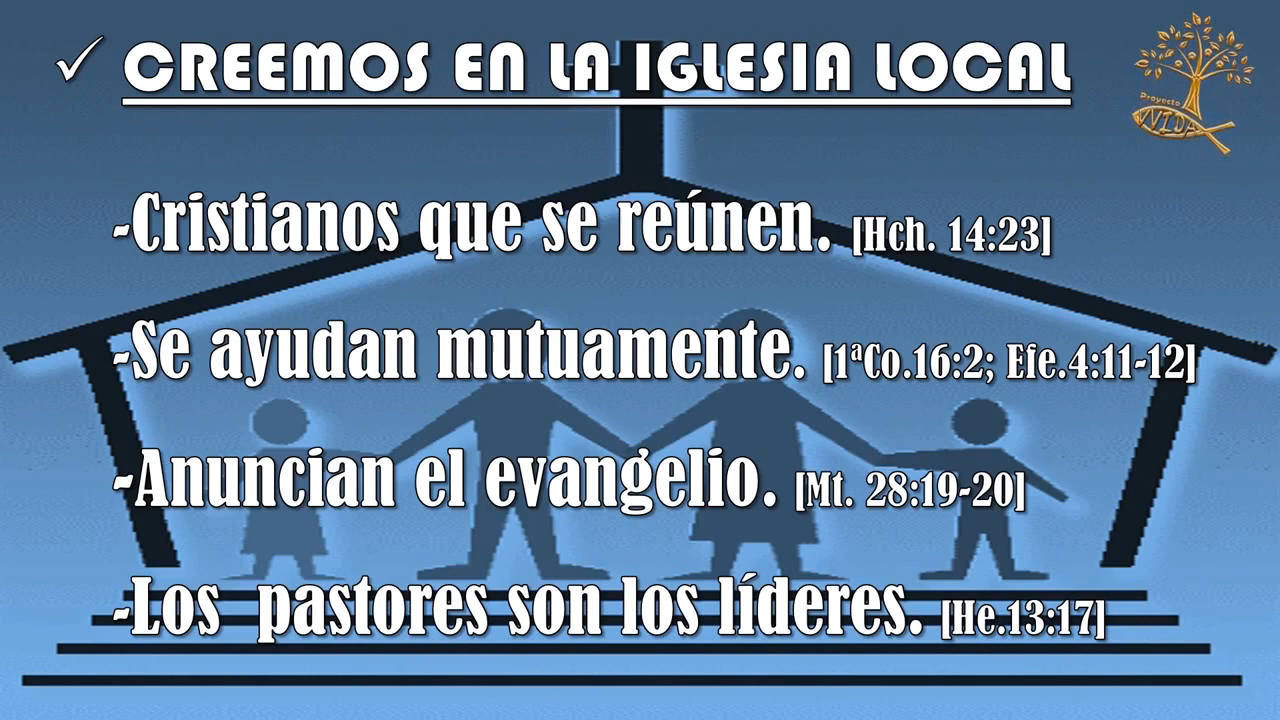 ✓ CREEMOS EN LA IGLESIA LOCAL
Proyecto
VVIDA
-Cristianos que se reúnen. [Hch. 14:23]
-Se ayudan mutuamente. [1ªCo.16:2; Efe.4:11-12]
-Anuncian el evangelio. [Mt. 28:19-20]
-Los  pastores son los líderes. [He.13:17]